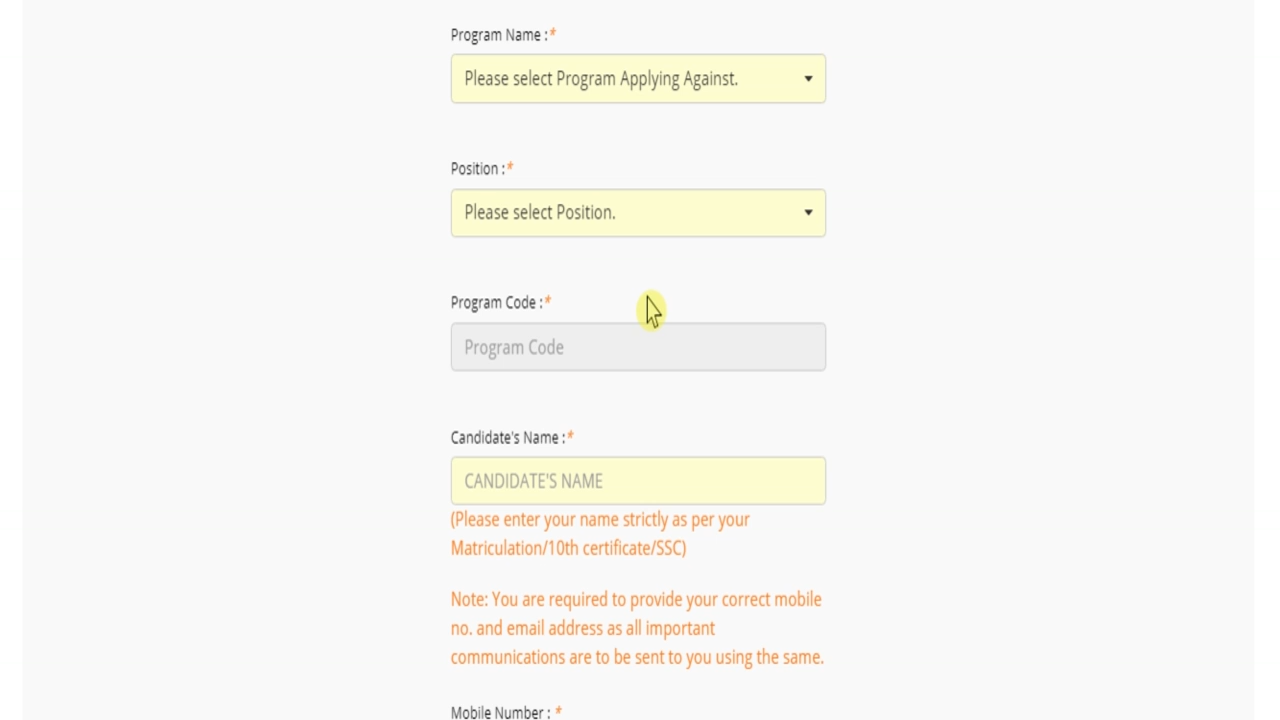 Program Name :*
Please select Program Applying Against.
Position :*
Please select Position.
Program Code :*
Program Code
Candidate's Name :*
CANDIDATE'S NAME
(Please enter your name strictly as per your
Matriculation/10th certificate/SSC)
Note: You are required to provide your correct mobile
no. and email address as all important
communications are to be sent to you using the same.
Mobile Number : *